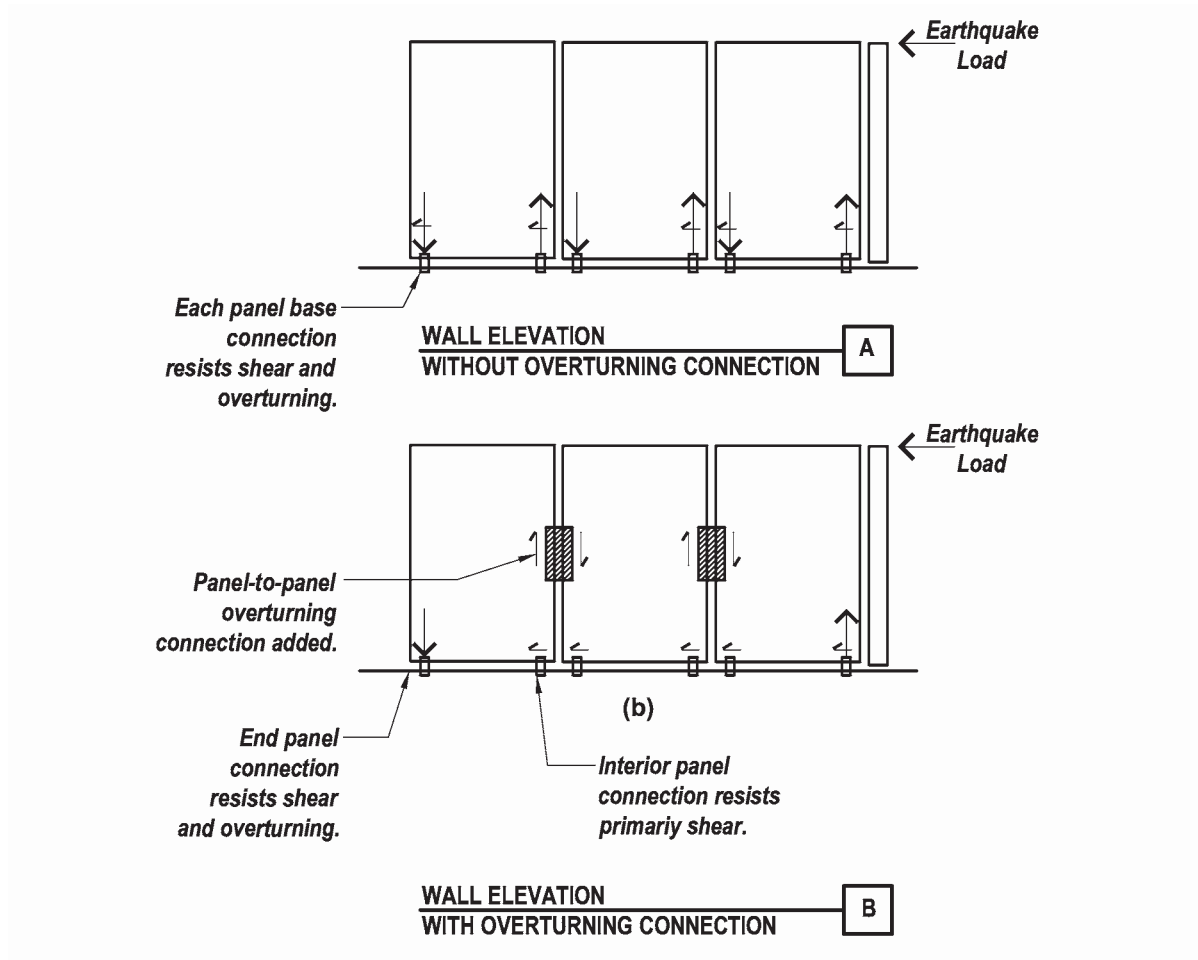 Earthquake
Load
Each panel base
connection
resists shear and
overturning.
WALL ELEVATION
WITHOUT OVERTURNING CONNECTION
A
Earthquake
Load
Panel-to-panel
overturning
connection added.
(b)
End panel
connection
resists shear
and overturning.
Interior panel
connection resists
primariy shear.
WALL ELEVATION
WITH OVERTURNING CONNECTION
B